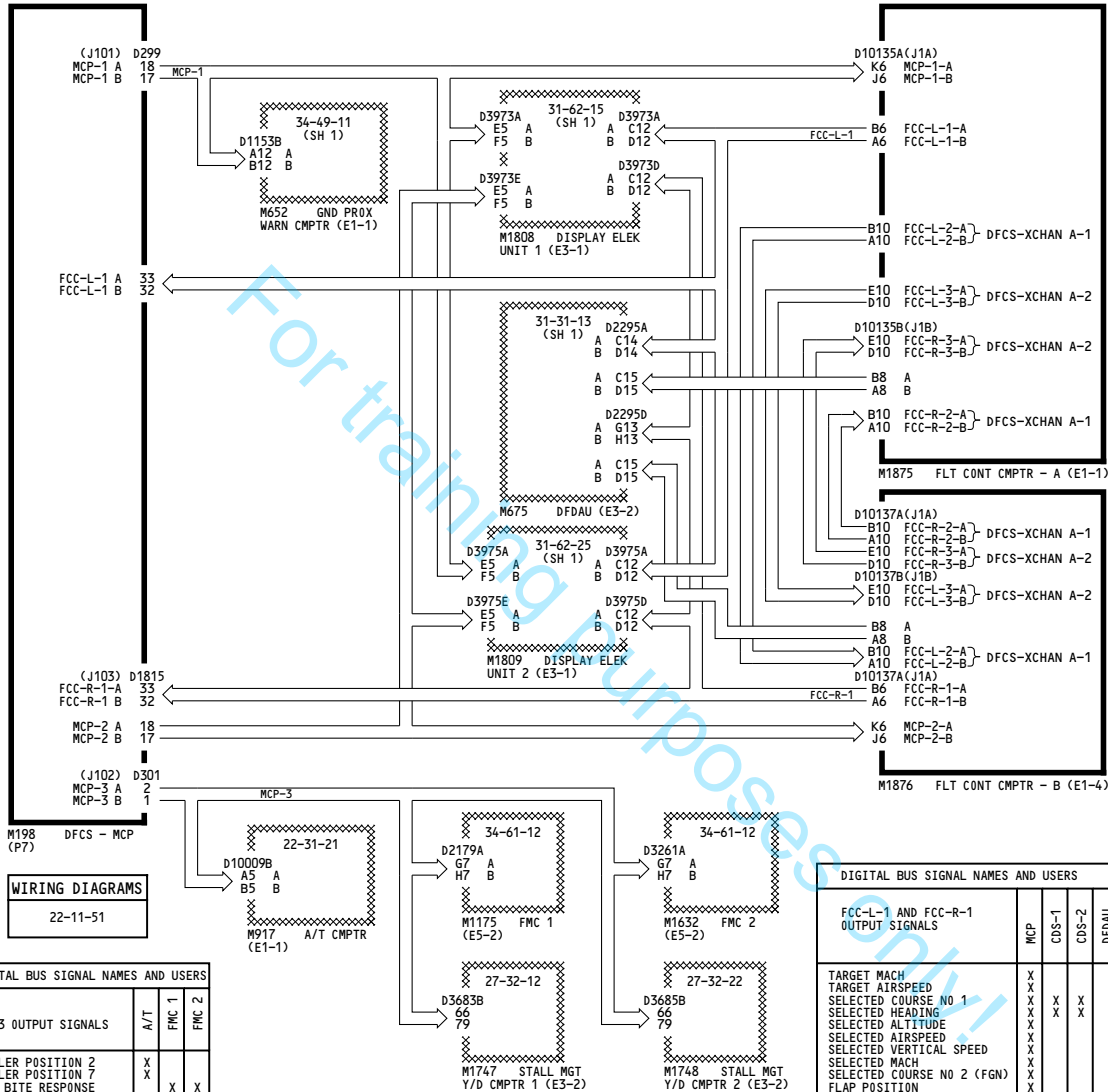 (J101) D299
MCP-1 A 18
MCP-1 B 17
MCP-1
34-49-11
(SH 1)
D1153B
A12 A
B12 B
M652 GND PROX
WARN CMPTR (E1-1)
FCC-L-1 A 33
FCC-L-1 B 32
(J103) D1815
FCC-R-1-A 33
FCC-R-1 B 32
MCP-2 A 18
MCP-2 B 17
(J102) D301
MCP-3 A 2
MCP-3 B 1
MCP-3
M198 DFCS - MCP
(P7)
31-62-15
(SH 1)
D3973A
E5 A
F5 B
D3973A
A C12
B D12
D3973E
E5 A
F5 B
D3973D
A C12
B D12
M1808 DISPLAY ELEK
UNIT 1 (E3-1)
31-31-13
(SH 1)
D2295A
A C14
B D14
A C15
B D15
D2295D
A G13
B H13
A C15
B D15
M675 DFDAU (E3-2)
31-62-25
(SH 1)
D3975A
E5 A
F5 B
D3975A
A C12
B D12
D3975E
E5 A
F5 B
D3975D
A C12
B D12
M1809 DISPLAY ELEK
UNIT 2 (E3-1)
D10135A(J1A)
K6 MCP-1-A
J6 MCP-1-B
FCC-L-1
B6 FCC-L-1-A
A6 FCC-L-1-B
B10 FCC-L-2-A
A10 FCC-L-2-B
DFCS-XCHAN A-1
E10 FCC-L-3-A
D10 FCC-L-3-B
DFCS-XCHAN A-2
D10135B(J1B)
E10 FCC-R-3-A
D10 FCC-R-3-B
DFCS-XCHAN A-2
B8 A
A8 B
B10 FCC-R-2-A
A10 FCC-R-2-B
DFCS-XCHAN A-1
M1875 FLT CONT CMPTR - A (E1-1)
D10137A(J1A)
B10 FCC-R-2-A
A10 FCC-R-2-B
DFCS-XCHAN A-1
E10 FCC-R-3-A
D10 FCC-R-3-B
DFCS-XCHAN A-2
D10137B(J1B)
E10 FCC-L-3-A
D10 FCC-L-3-B
DFCS-XCHAN A-2
B8 A
A8 B
B10 FCC-L-2-A
A10 FCC-L-2-B
DFCS-XCHAN A-1
D10137A(J1A)
FCC-R-1
B6 FCC-R-1-A
A6 FCC-R-1-B
K6 MCP-2-A
J6 MCP-2-B
M1876 FLT CONT CMPTR - B (E1-4)
22-31-21
D10009B
A5 A
B5 B
M917 A/T CMPTR
(E1-1)
34-61-12
D2179A
G7 A
H7 B
M1175 FMC 1
(E5-2)
34-61-12
D3261A
G7 A
H7 B
M1632 FMC 2
(E5-2)
27-32-12
D3683B
66
79
M1747 STALL MGT
Y/D CMPTR 1 (E3-2)
27-32-22
D3685B
66
79
M1748 STALL MGT
Y/D CMPTR 2 (E3-2)
WIRING DIAGRAMS
22-11-51
TAL BUS SIGNAL NAMES AND USERS
3 OUTPUT SIGNALS A/T FMC 1 FMC 2
LER POSITION 2 X
LER POSITION 7 X
BITE RESPONSE X X
DIGITAL BUS SIGNAL NAMES AND USERS
FCC-L-1 AND FCC-R-1
OUTPUT SIGNALS
MCP CDS-1 CDS-2 DFDAU
TARGET MACH X
TARGET AIRSPEED X
SELECTED COURSE NO 1 X X X
SELECTED HEADING X X X
SELECTED ALTITUDE X
SELECTED AIRSPEED X
SELECTED VERTICAL SPEED X
SELECTED MACH X
SELECTED COURSE NO 2 (FGN) X
FLAP POSITION X
For training purposes only!